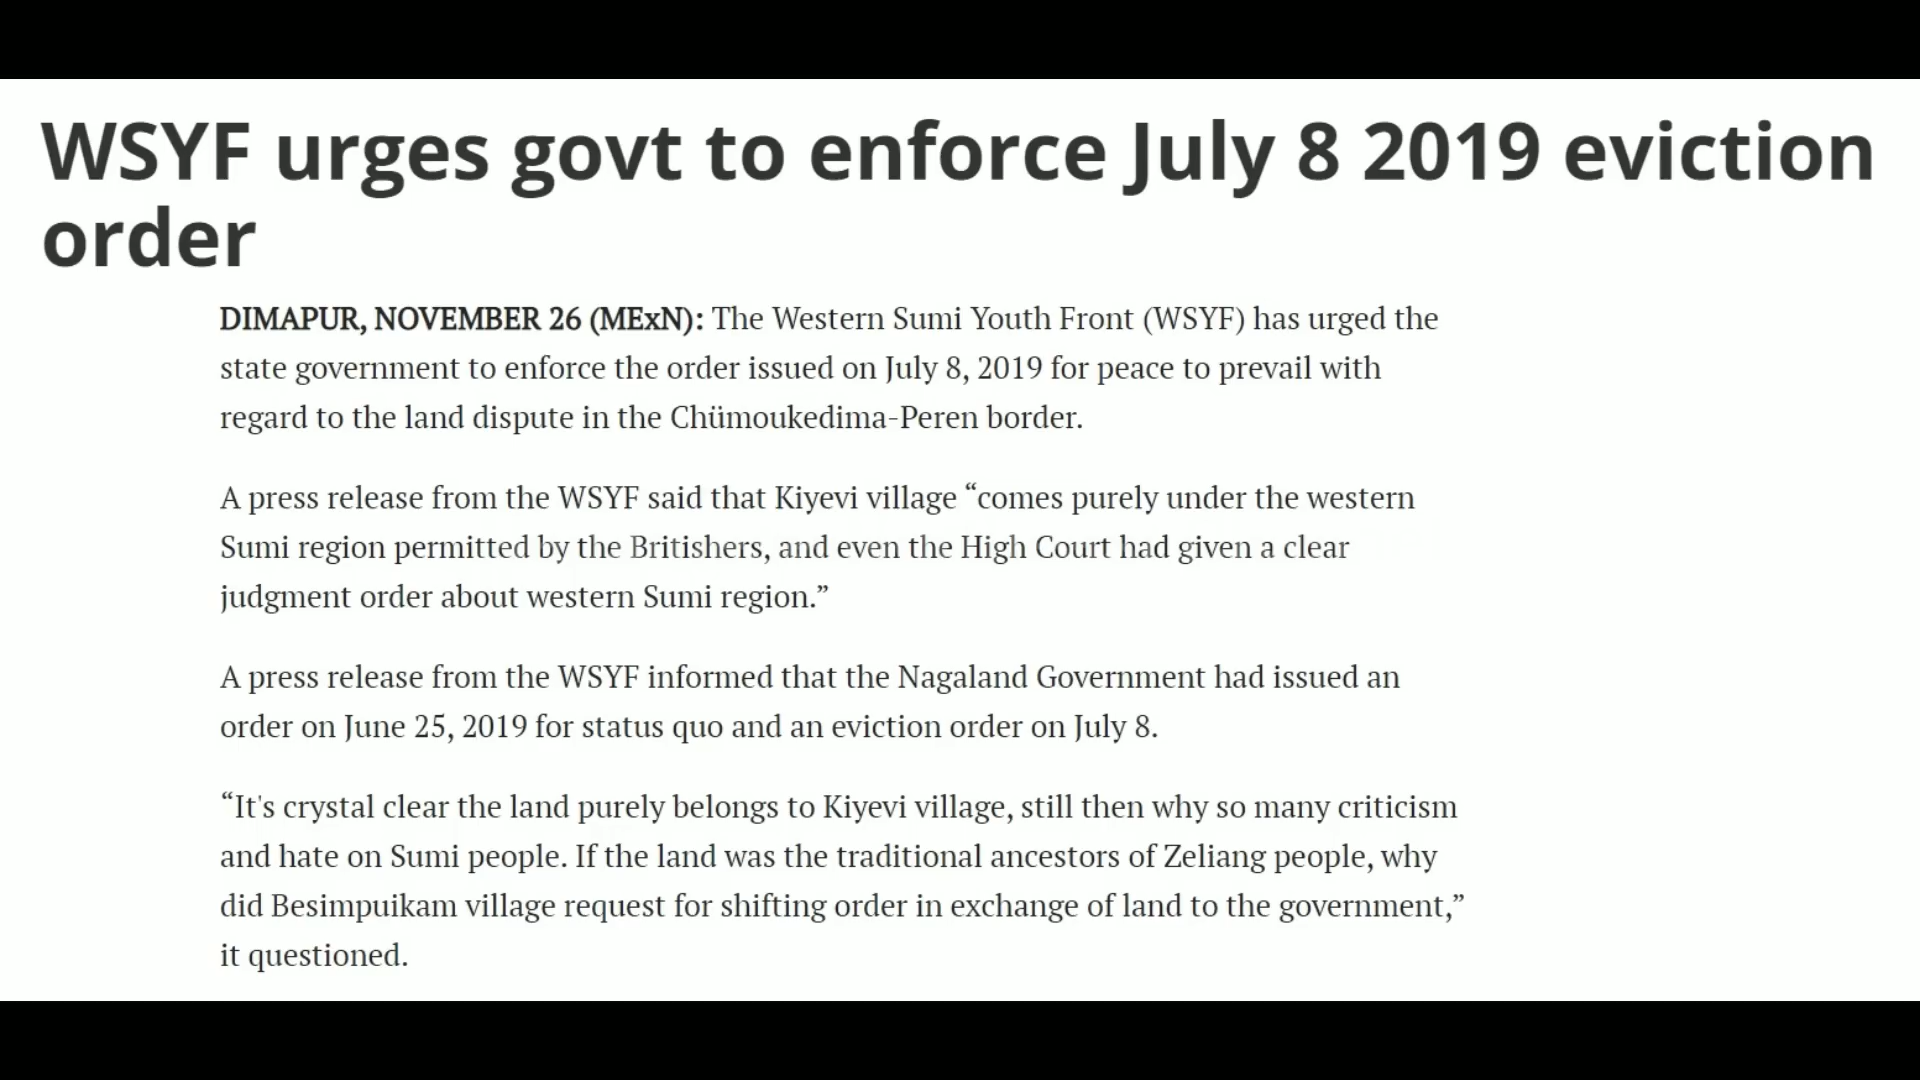 WSYF urges govt to enforce July 8 2019 eviction
order
DIMAPUR, NOVEMBER 26 (MExN): The Western Sumi Youth Front (WSYF) has urged the
state government to enforce the order issued on July 8, 2019 for peace to prevail with
regard to the land dispute in the Chümoukedima-Peren border.
A press release from the WSYF said that Kiyevi village “comes purely under the western
Sumi region permitted by the Britishers, and even the High Court had given a clear
judgment order about western Sumi region.”
A press release from the WSYF informed that the Nagaland Government had issued an
order on June 25, 2019 for status quo and an eviction order on July 8.
“It's crystal clear the land purely belongs to Kiyevi village, still then why so many criticism
and hate on Sumi people. If the land was the traditional ancestors of Zeliang people, why
did Besimpuikam village request for shifting order in exchange of land to the government,”
it questioned.